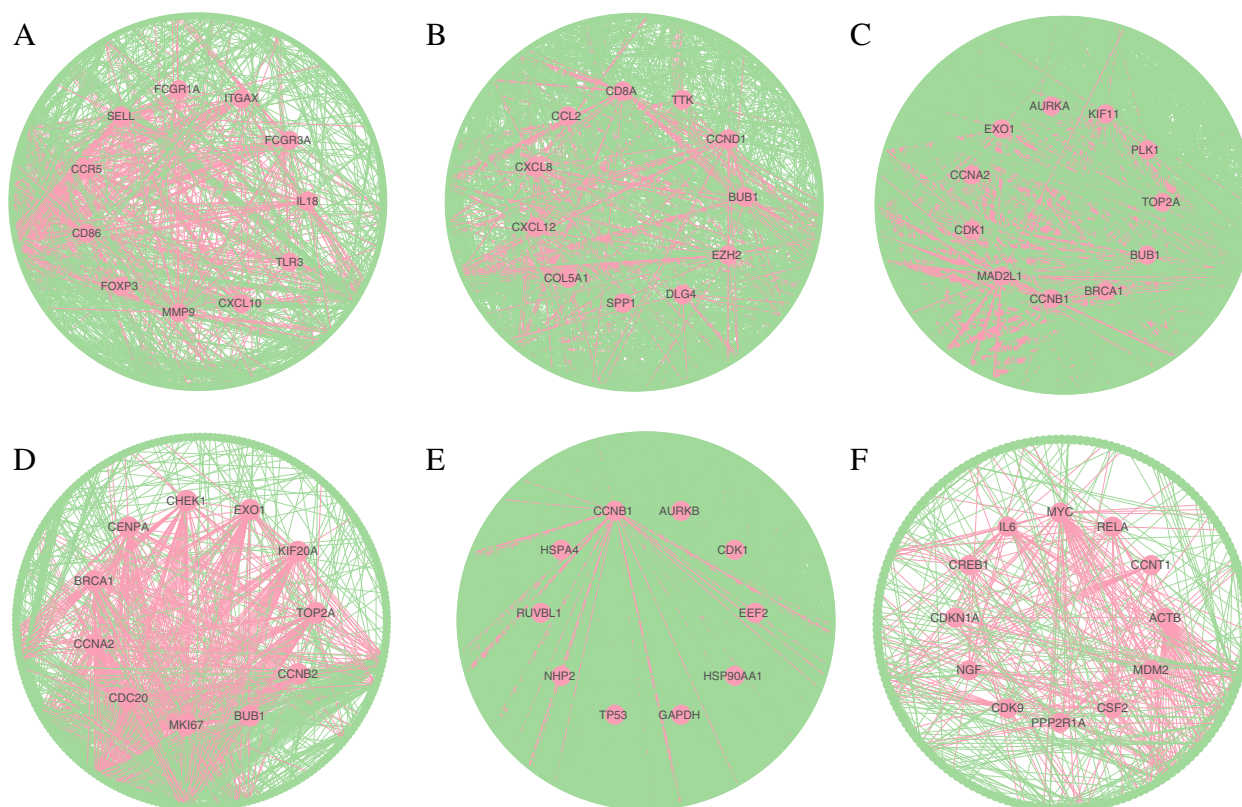 A
FCGR1A
ITGAX
SELL
FCGR3A
CCR5
IL18
CD86
TLR3
FOXP3
CXCL10
MMP9
B
CD8A
TTK
CCL2
CCND1
CXCL8
BUB1
CXCL12
EZH2
COL5A1
DLG4
SPP1
C
AURKA
KIF11
EXO1
PLK1
CCNA2
TOP2A
CDK1
BUB1
MAD2L1
BRCA1
CCNB1
D
CHEK1
EXO1
CENPA
KIF20A
BRCA1
TOP2A
CCNA2
CCNB2
CDC20
BUB1
MKI67
E
CCNB1
AURKB
HSPA4
CDK1
RUVBL1
EEF2
NHP2
HSP90AA1
TP53
GAPDH
F
MYC
IL6
RELA
CREB1
CCNT1
CDKN1A
ACTB
NGF
MDM2
CDK9
CSF2
PPP2R1A